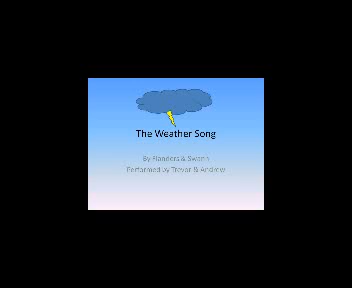 The Weather Song
By Flanders & Swann
Performed by Trevor & Andrew